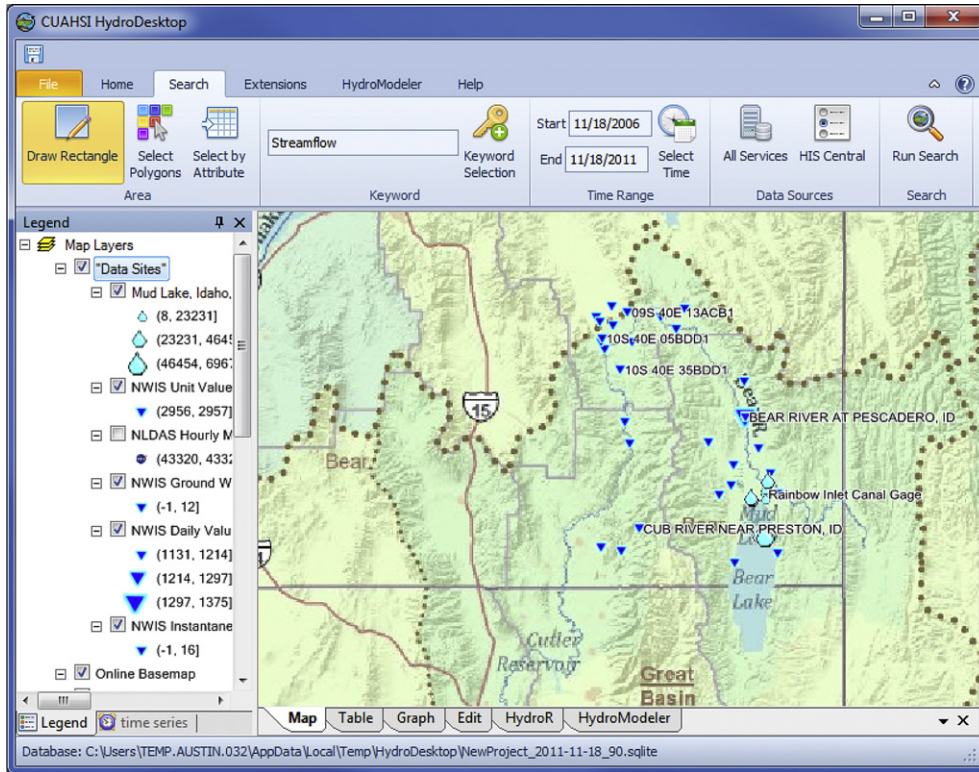 CUAHSI HydroDesktop
File Home Search Extensions HydroModeler Help
Draw Rectangle
Select Polygons
Select by Attribute
Area
Streamflow
Keyword Selection
Keyword
Start 11/18/2006
End 11/18/2011
Select Time
Time Range
All Services
HIS Central
Data Sources
Run Search
Search
Legend
Map Layers
"Data Sites"
Mud Lake, Idaho,
(8, 23231]
(23231, 4645
(46454, 6967
NWIS Unit Value
(2956, 2957]
NLDAS Hourly M
(43320, 4332
NWIS Ground W
(-1, 12]
NWIS Daily Valu
(1131, 1214]
(1214, 1297]
(1297, 1375]
NWIS Instantane
(-1, 16]
Online Basemap
Legend
time series
09S 40E 13ACB1
10S 40E 05BDD1
10S 40E 35BDD1
15
Bear
Bear R
BEAR RIVER AT PESCADERO, ID
Rainbow Inlet Canal Gage
Mud
CUB RIVER NEAR PRESTON, ID
Bear
Lake
Cutler
Reservoir
Great
Basin
Map Table Graph Edit HydroR HydroModeler
Database: C:\Users\TEMP.AUSTIN.032\AppData\Local\Temp\HydroDesktop\NewProject_2011-11-18_90.sqlite